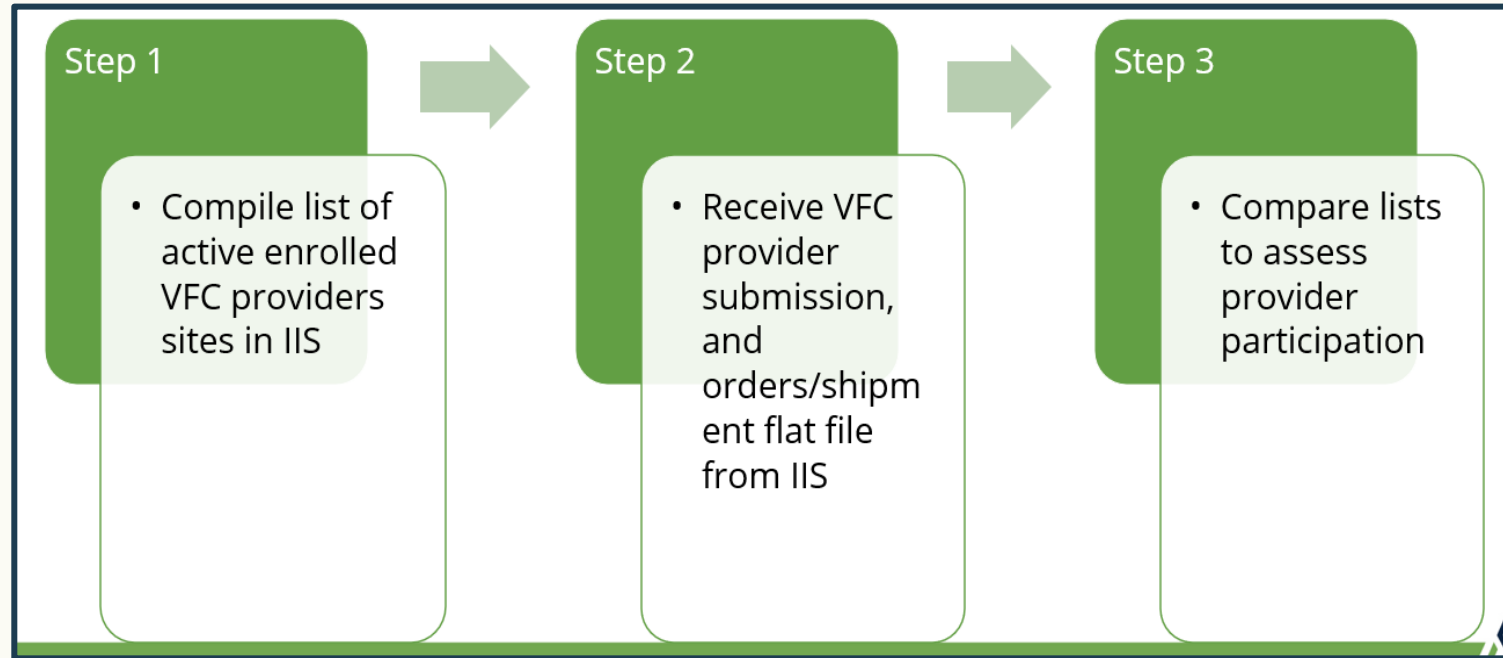 Step 1
• Compile list of
active enrolled
VFC providers
sites in IIS
Step 2
• Receive VFC
provider
submission,
and
orders/shipm
ent flat file
from IIS
Step 3
• Compare lists
to assess
provider
participation